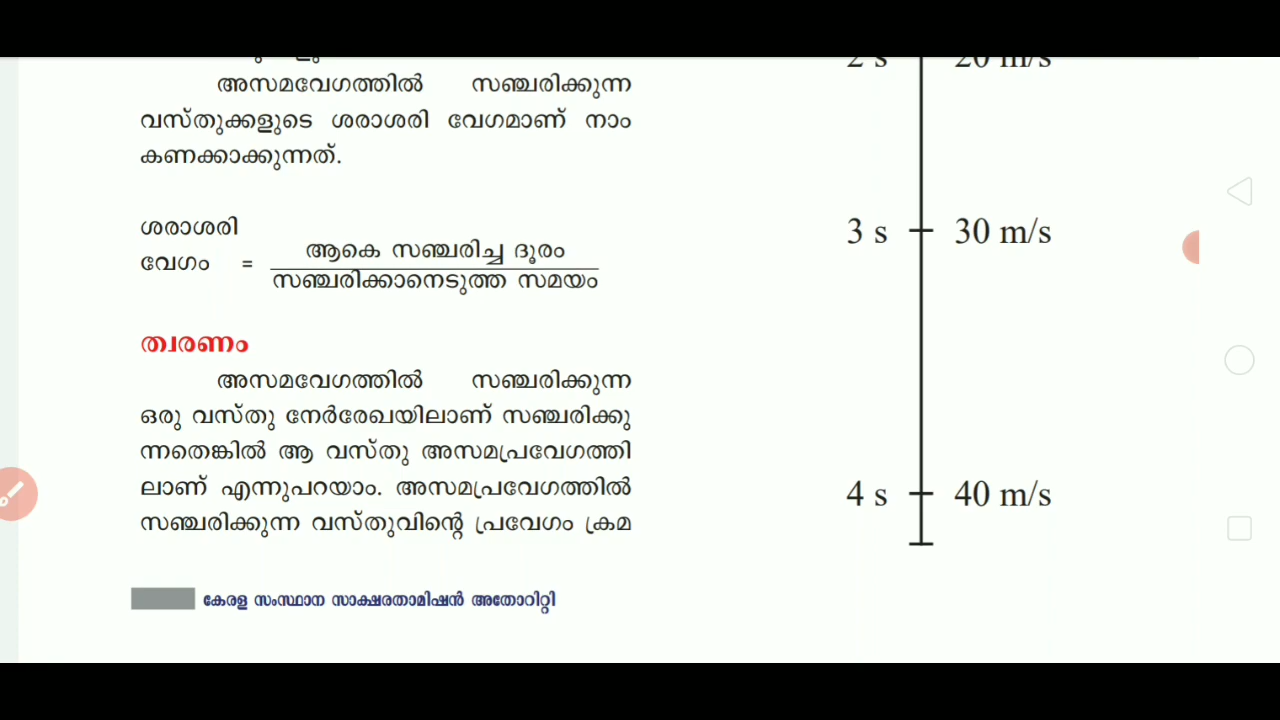 അസമവേഗത്തിൽ സഞ്ചരിക്കുന്ന
വസ്തുക്കളുടെ ശരാശരി വേഗമാണ് നാം
കണക്കാക്കുന്നത്.
ശരാശരി
വേഗം = ആകെ സഞ്ചരിച്ച ദൂരം
സഞ്ചരിക്കാനെടുത്ത സമയം
ത്വരണം
അസമവേഗത്തിൽ സഞ്ചരിക്കുന്ന
ഒരു വസ്തു നേർരേഖയിലാണ് സഞ്ചരിക്കു
ന്നതെങ്കിൽ ആ വസ്തു അസമപ്രവേഗത്തി
ലാണ് എന്നുപറയാം. അസമപ്രവേഗത്തിൽ
സഞ്ചരിക്കുന്ന വസ്തുവിന്റെ പ്രവേഗം ക്രമ
കേരള സംസ്ഥാന സാക്ഷരതാമിഷൻ അതോറിറ്റി
2 s 20 m/s
3 s 30 m/s
4 s 40 m/s